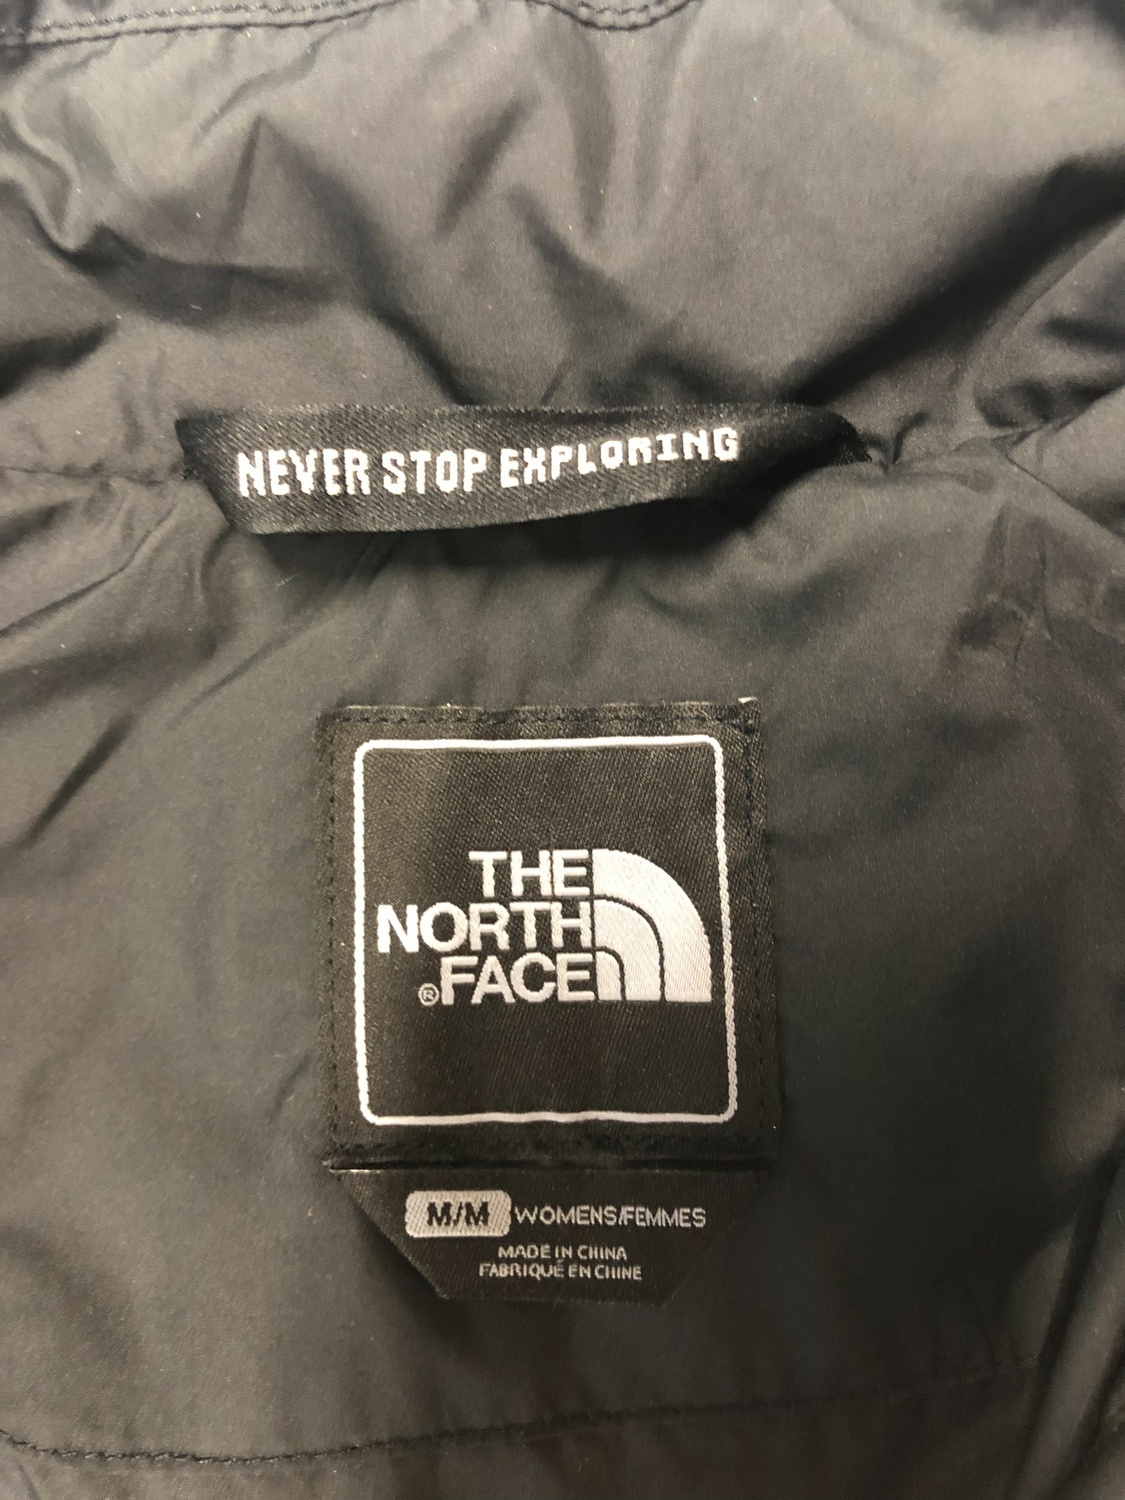 NEVER STOP EXPLORING
THE
NORTH
®FACE
M/M WOMENS/FEMMES
MADE IN CHINA
FABRIQUÉ EN CHINE